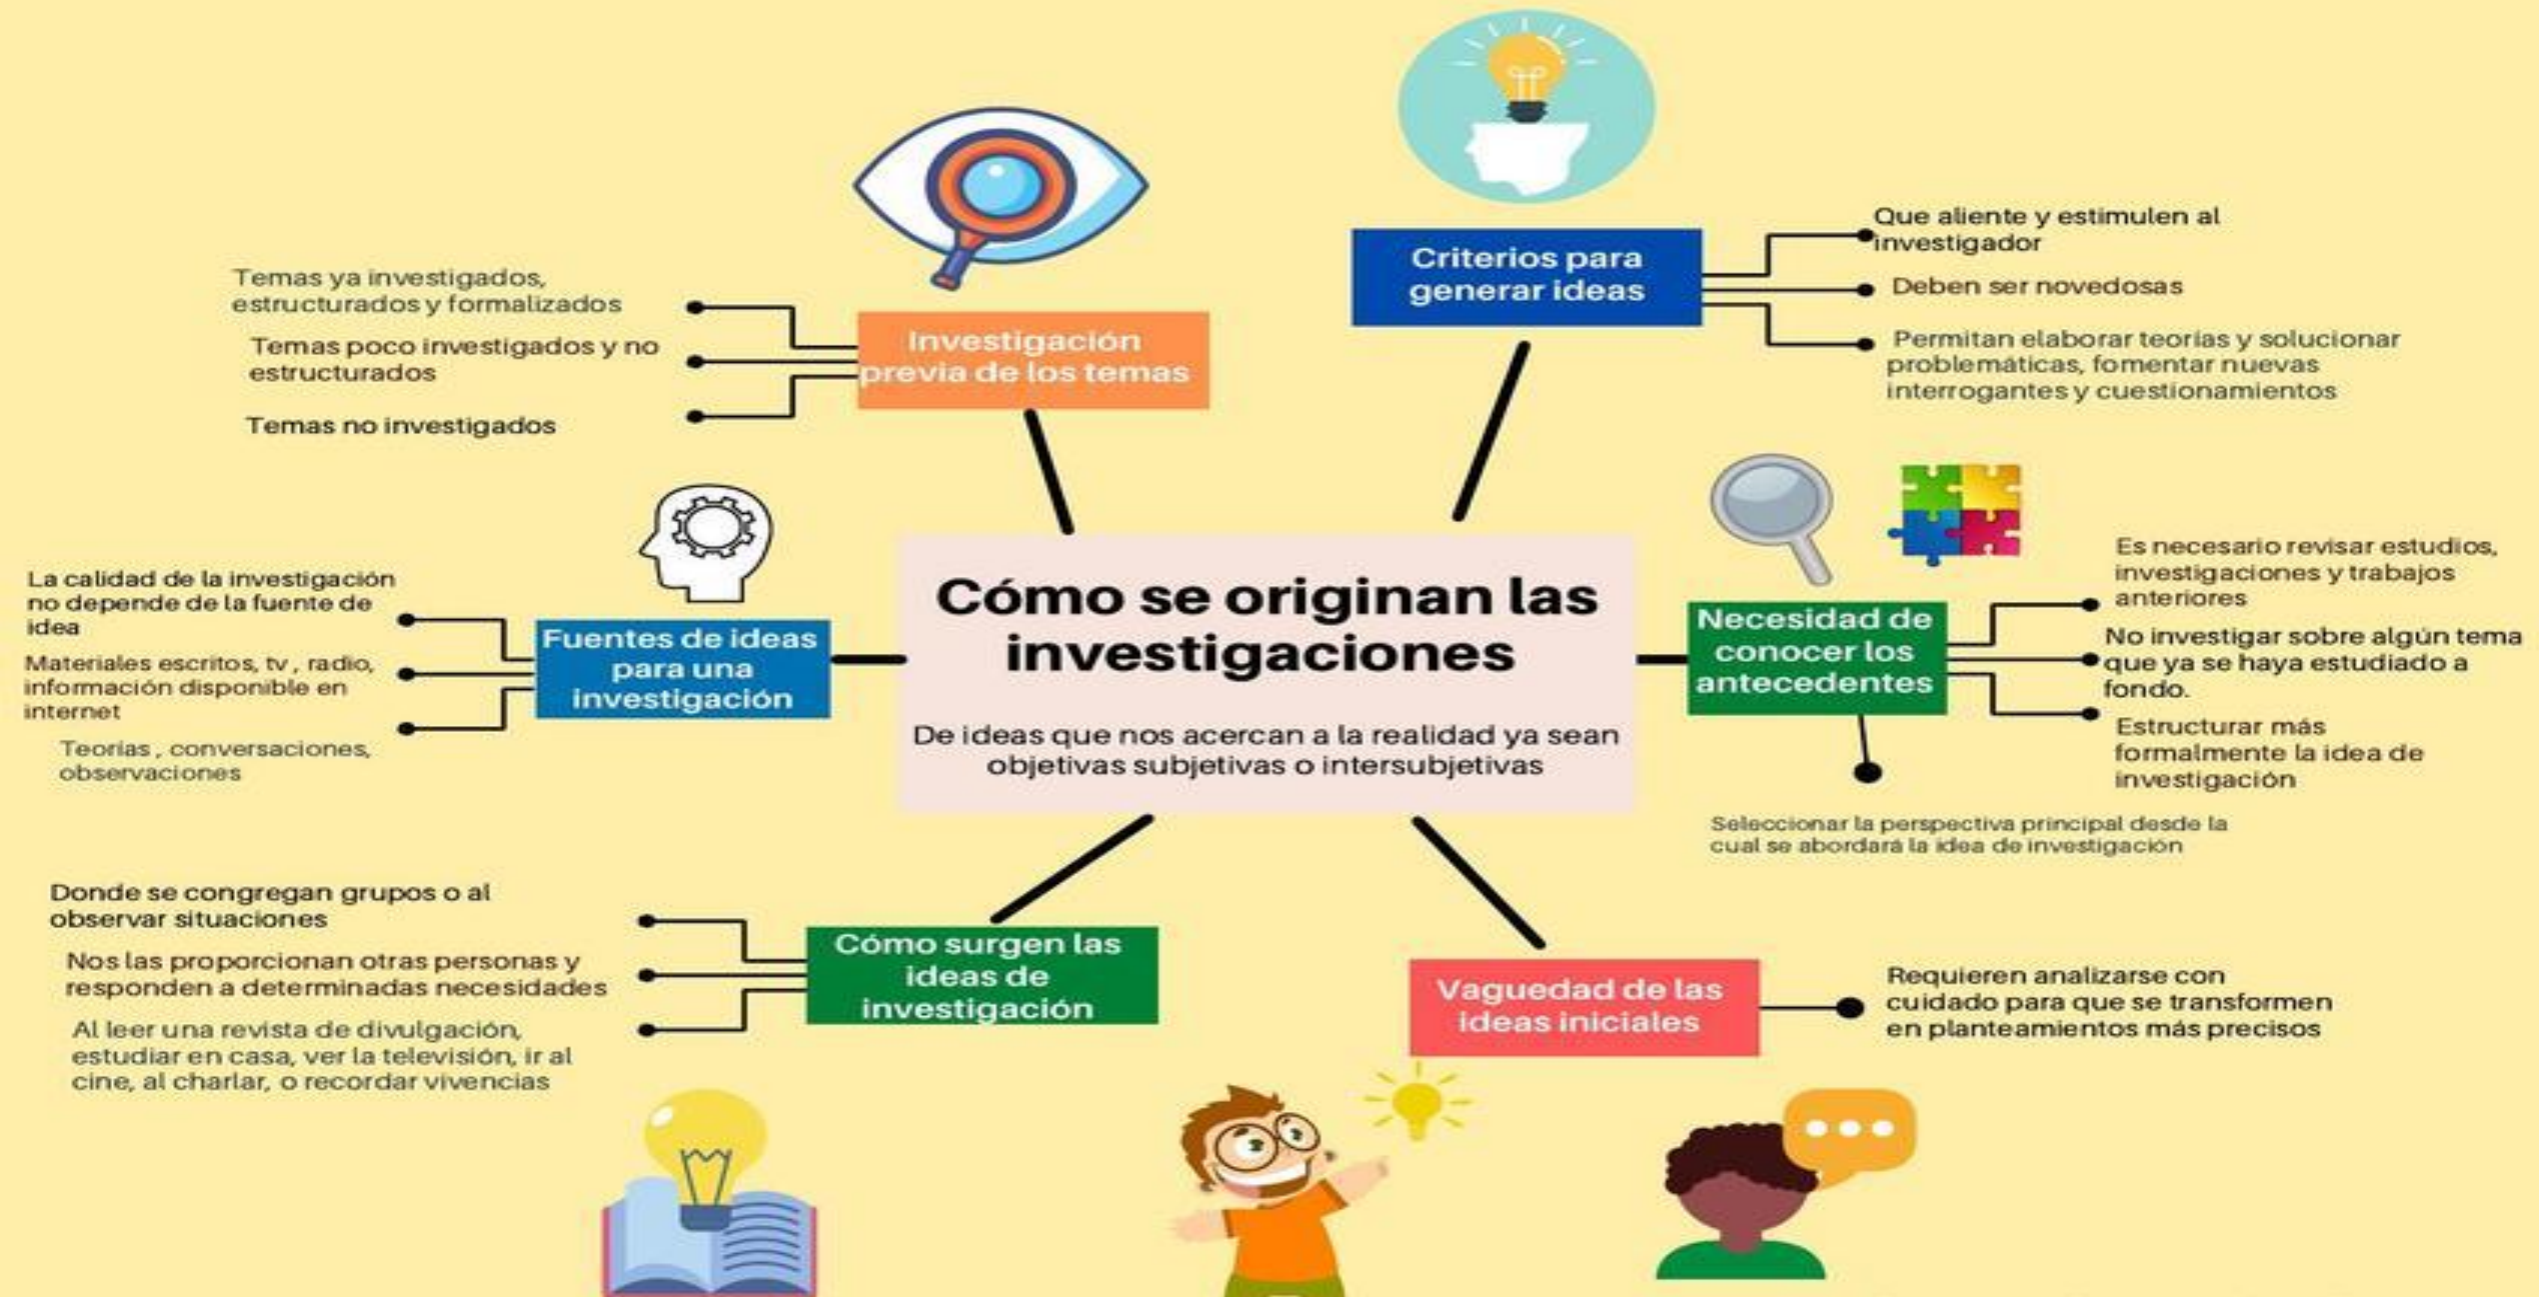 Cómo se originan las
investigaciones
De ideas que nos acercan a la realidad ya sean
objetivas subjetivas o intersubjetivas
Investigación
previa de los temas
Temas ya investigados,
estructurados y formalizados
Temas poco investigados y no
estructurados
Temas no investigados
Criterios para
generar ideas
Que aliente y estimulen al
investigador
Deben ser novedosas
Permitan elaborar teorías y solucionar
problemáticas, fomentar nuevas
interrogantes y cuestionamientos
Fuentes de ideas
para una
investigación
La calidad de la investigación
no depende de la fuente de
idea
Materiales escritos, tv , radio,
información disponible en
internet
Teorías , conversaciones,
observaciones
Necesidad de
conocer los
antecedentes
Es necesario revisar estudios,
investigaciones y trabajos
anteriores
No investigar sobre algún tema
que ya se haya estudiado a
fondo.
Estructurar más
formalmente la idea de
investigación
Seleccionar la perspectiva principal desde la
cual se abordará la idea de investigación
Cómo surgen las
ideas de
investigación
Donde se congregan grupos o al
observar situaciones
Nos las proporcionan otras personas y
responden a determinadas necesidades
Al leer una revista de divulgación,
estudiar en casa, ver la televisión, ir al
cine, al charlar, o recordar vivencias
Vaguedad de las
ideas iniciales
Requieren analizarse con
cuidado para que se transformen
en planteamientos más precisos